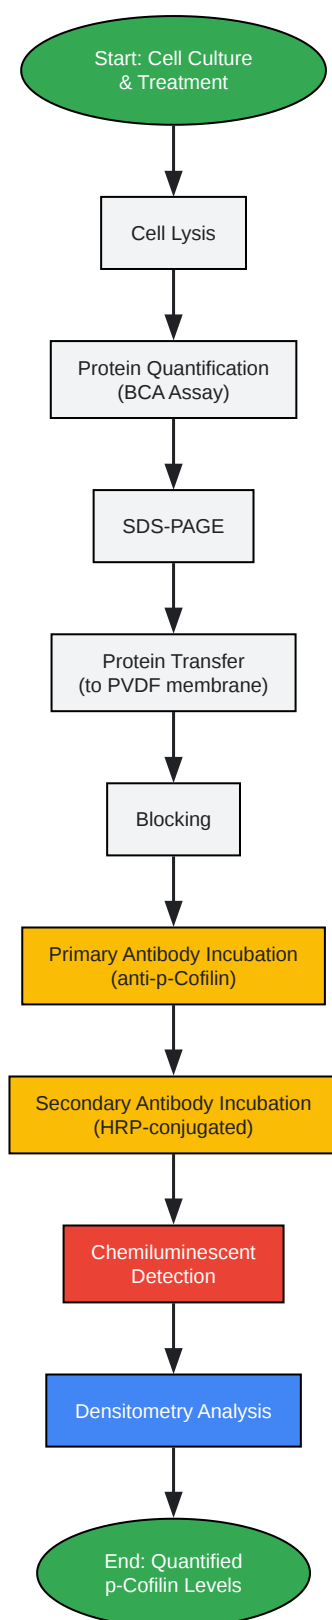 Start: Cell Culture
& Treatment
Cell Lysis
Protein Quantification
(BCA Assay)
SDS-PAGE
Protein Transfer
(to PVDF membrane)
Blocking
Primary Antibody Incubation
(anti-p-Cofilin)
Secondary Antibody Incubation
(HRP-conjugated)
Chemiluminescent
Detection
Densitometry Analysis
End: Quantified
p-Cofilin Levels